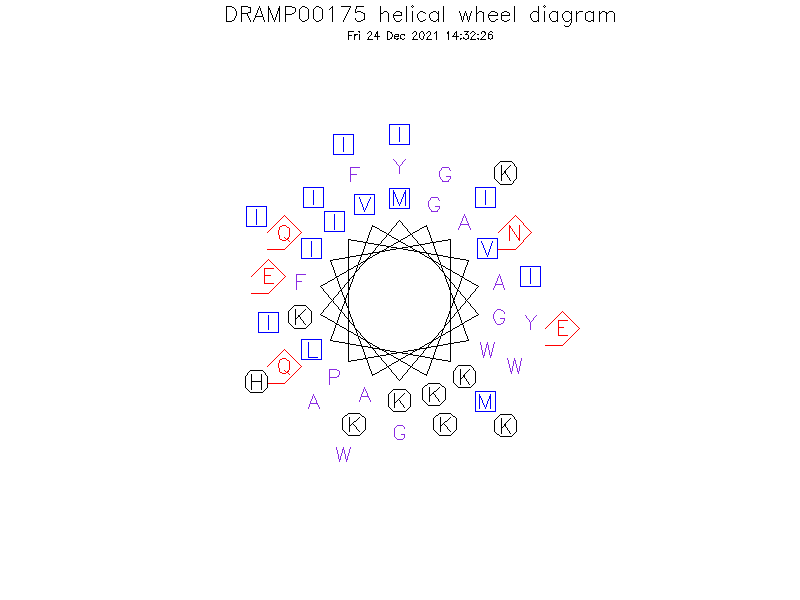 DRAMP00175 helical wheel diagram
Fri 24 Dec 2021 14:32:26
I
I
Y
F G K
I M I
V G
I I A
Q V N
I
E F A I
I K G Y E
L W
Q P K W
H A K
A K M
K K K
G
W